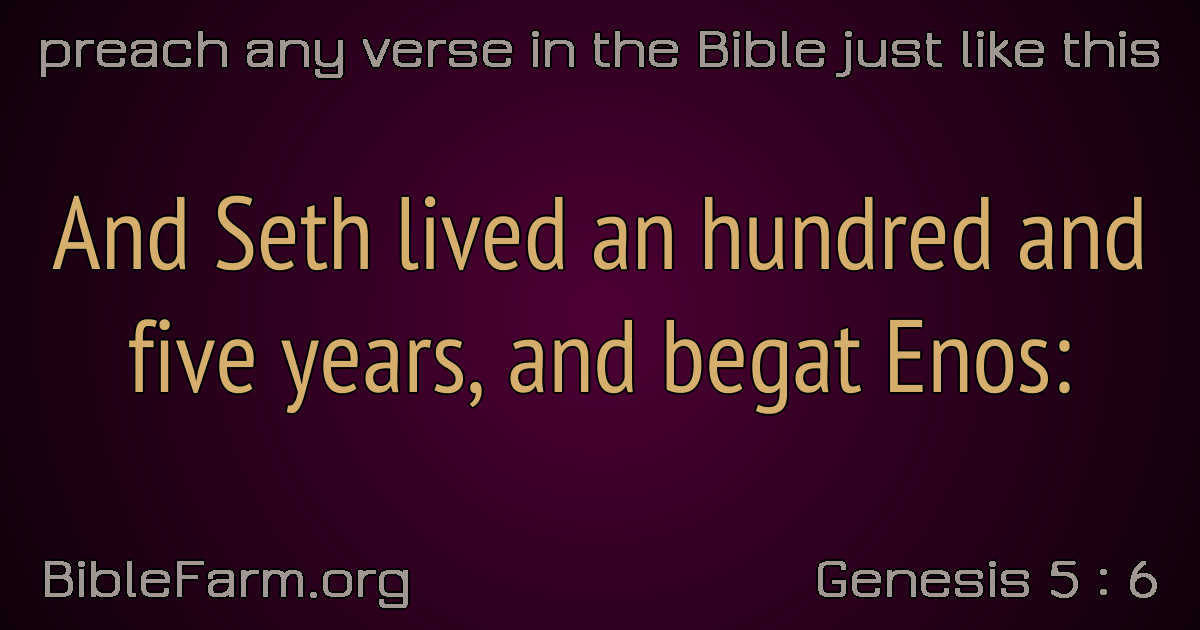 preach any verse in the Bible just like this
And Seth lived an hundred and
five years, and begat Enos:
BibleFarm.org
Genesis 5 : 6